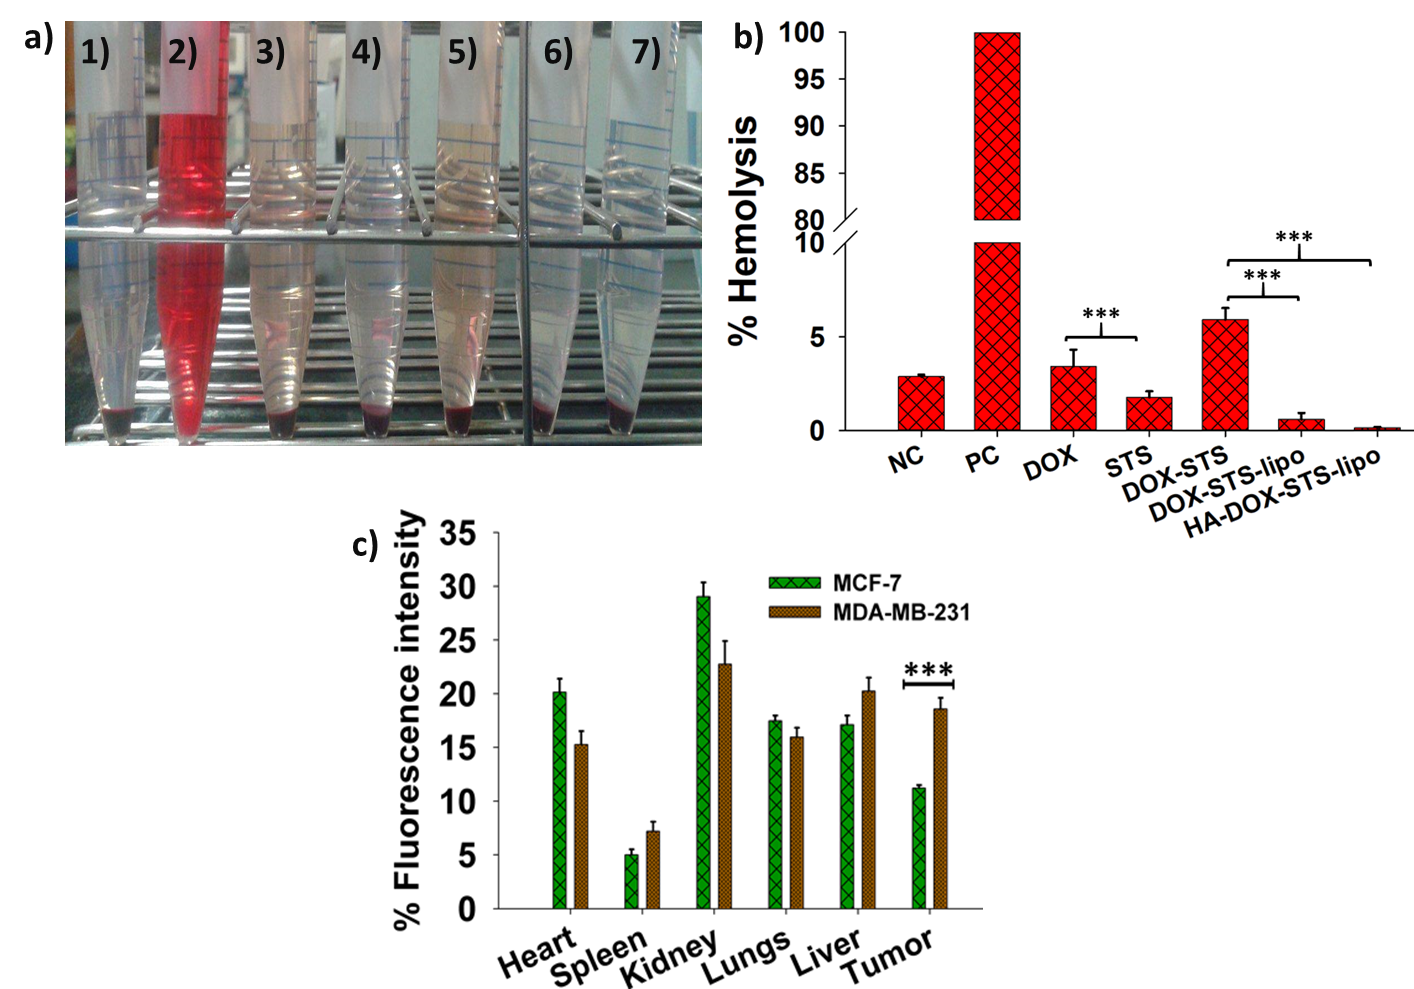 a)
1) 2) 3) 4) 5) 6) 7)
b)
% Hemolysis
100
95
90
85
80
10
5
0
***
***
***
NC PC DOX STS DOX-STS DOX-STS-lipo HA-DOX-STS-lipo
c)
% Fluorescence intensity
35
30
25
20
15
10
5
0
MCF-7
MDA-MB-231
***
Heart Spleen Kidney Lungs Liver Tumor